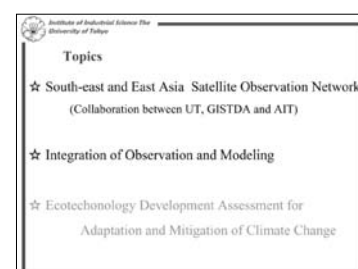 Institute of Industrial Science The
University of Tokyo
Topics
☆ South-east and East Asia Satellite Observation Network
(Collaboration between UT, GISTDA and AIT)
☆ Integration of Observation and Modeling
☆ Ecotechonology Development Assessment for
Adaptation and Mitigation of Climate Change